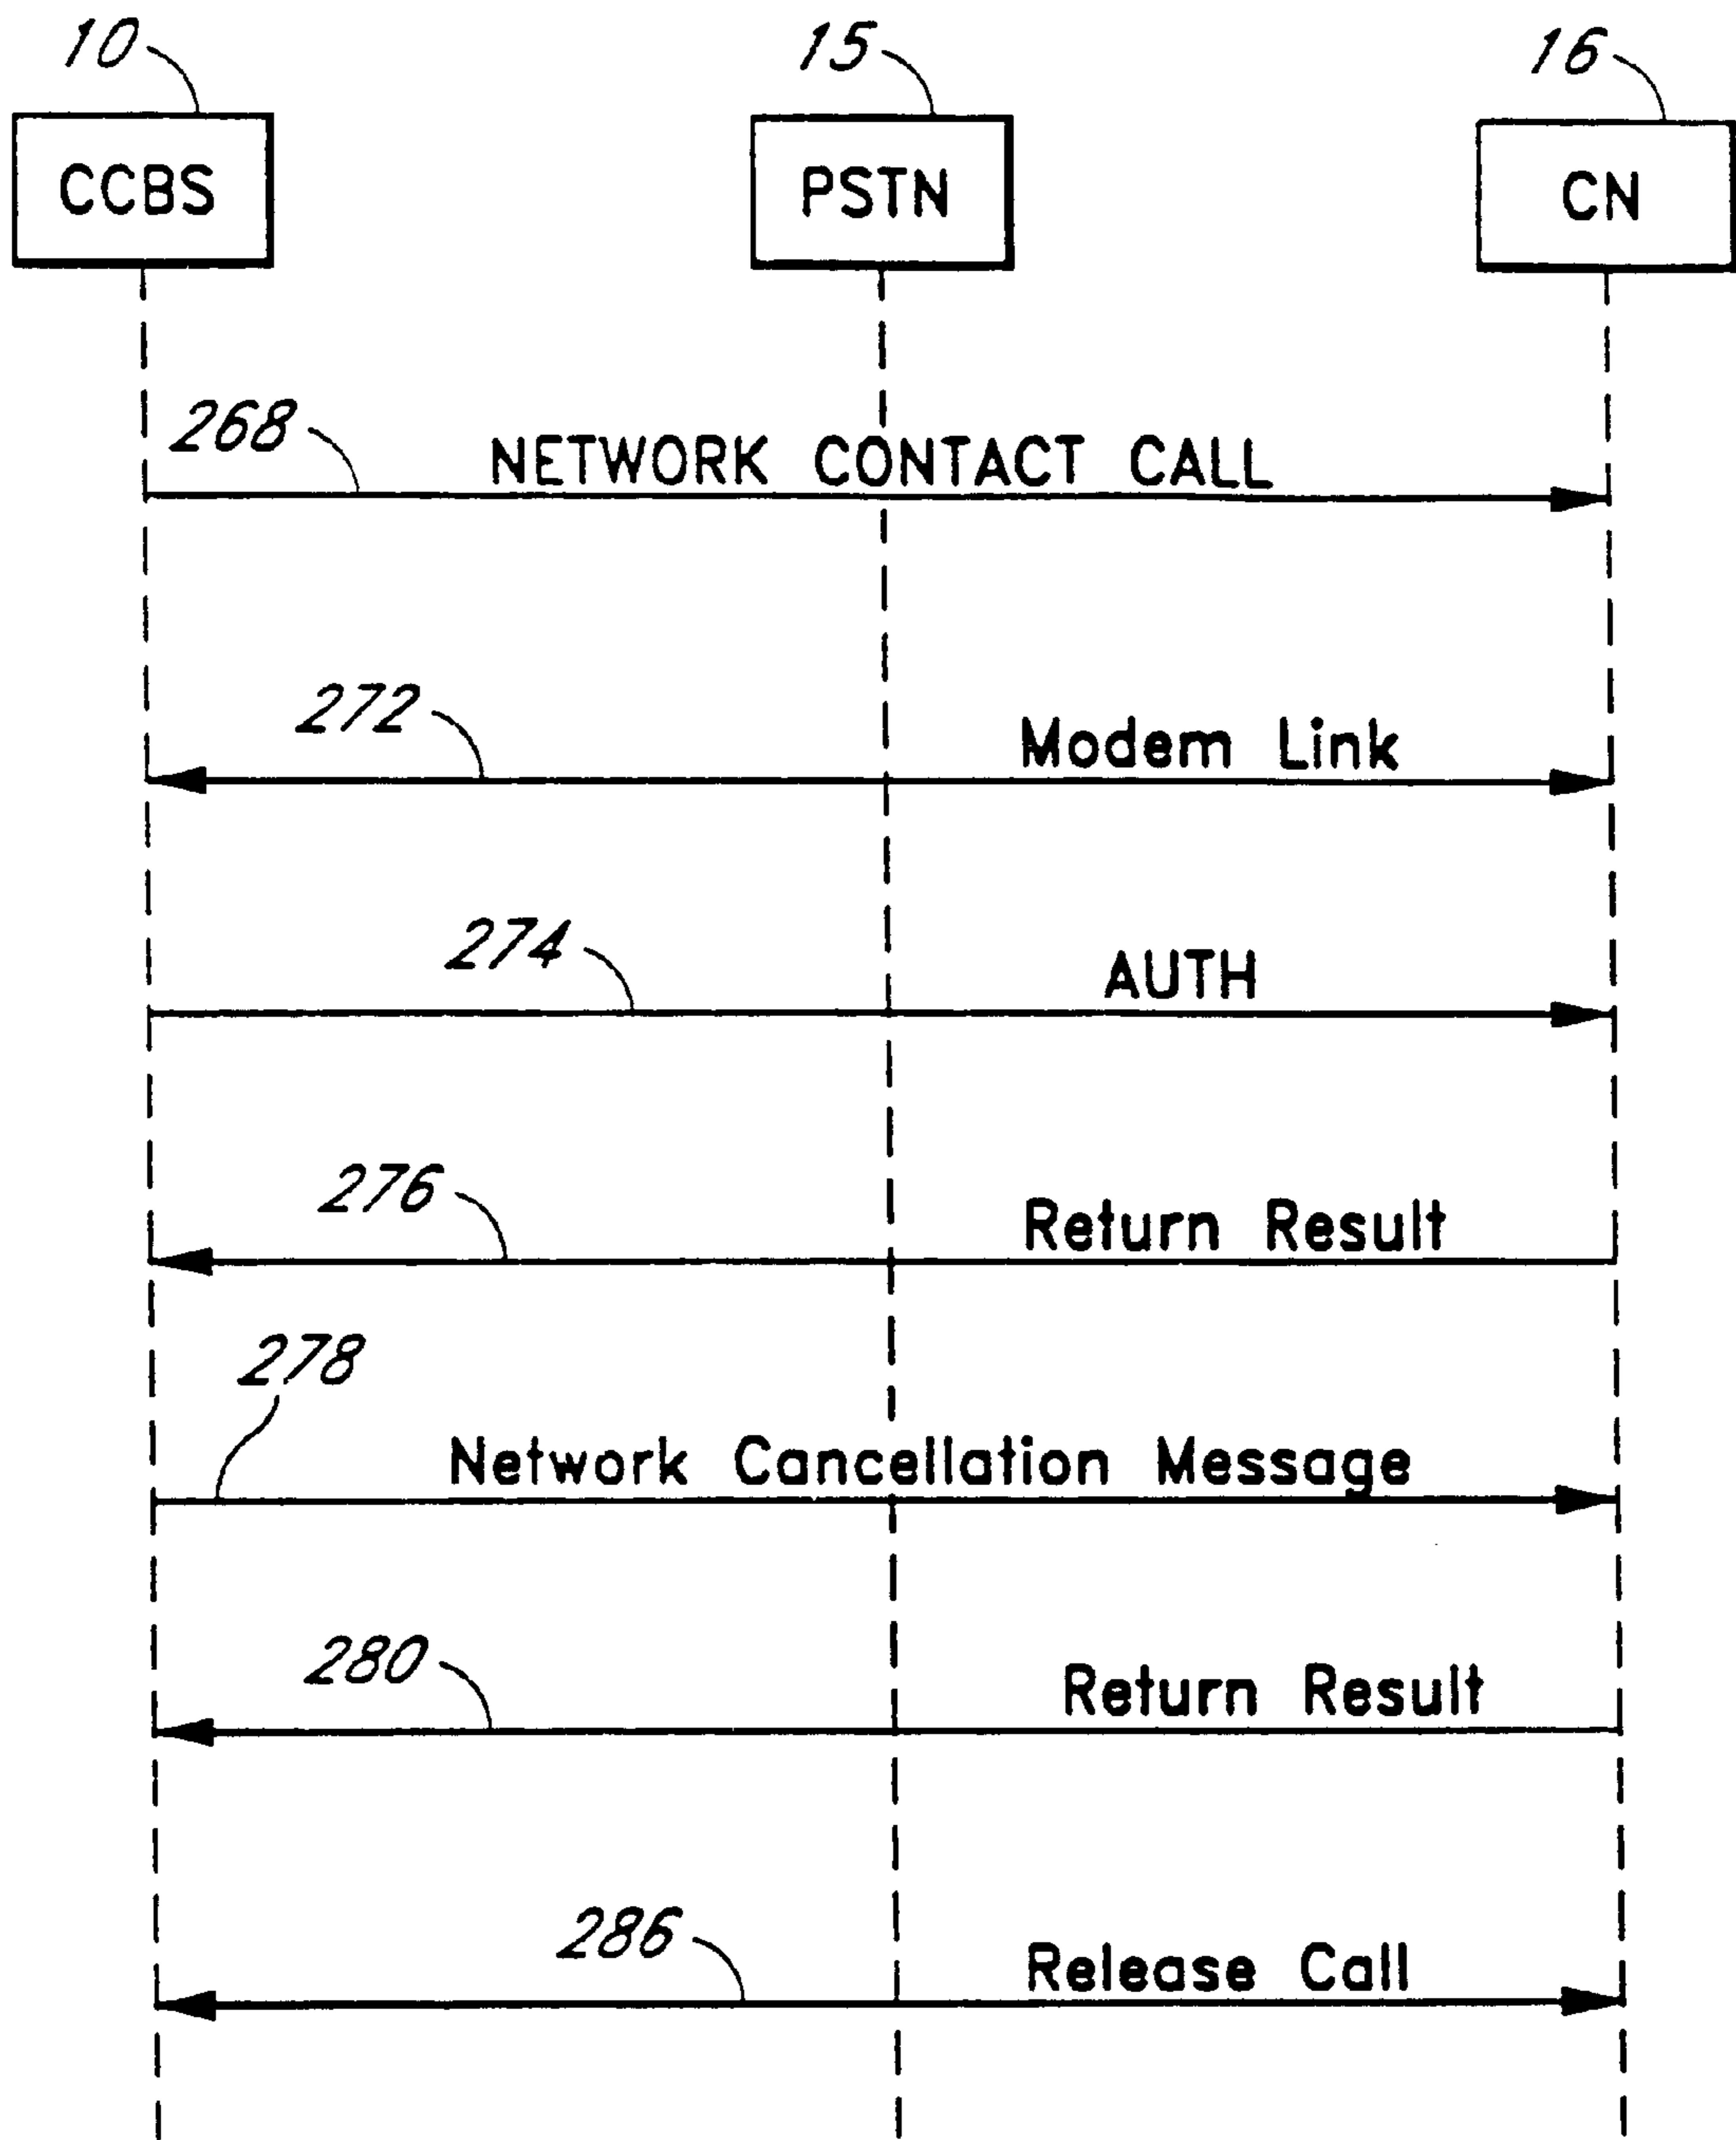 10 15 16
CCBS PSTN CN
268 NETWORK CONTACT CALL
272 Modem Link
274 AUTH
276 Return Result
278
Network Cancellation Message
280 Return Result
286 Release Call